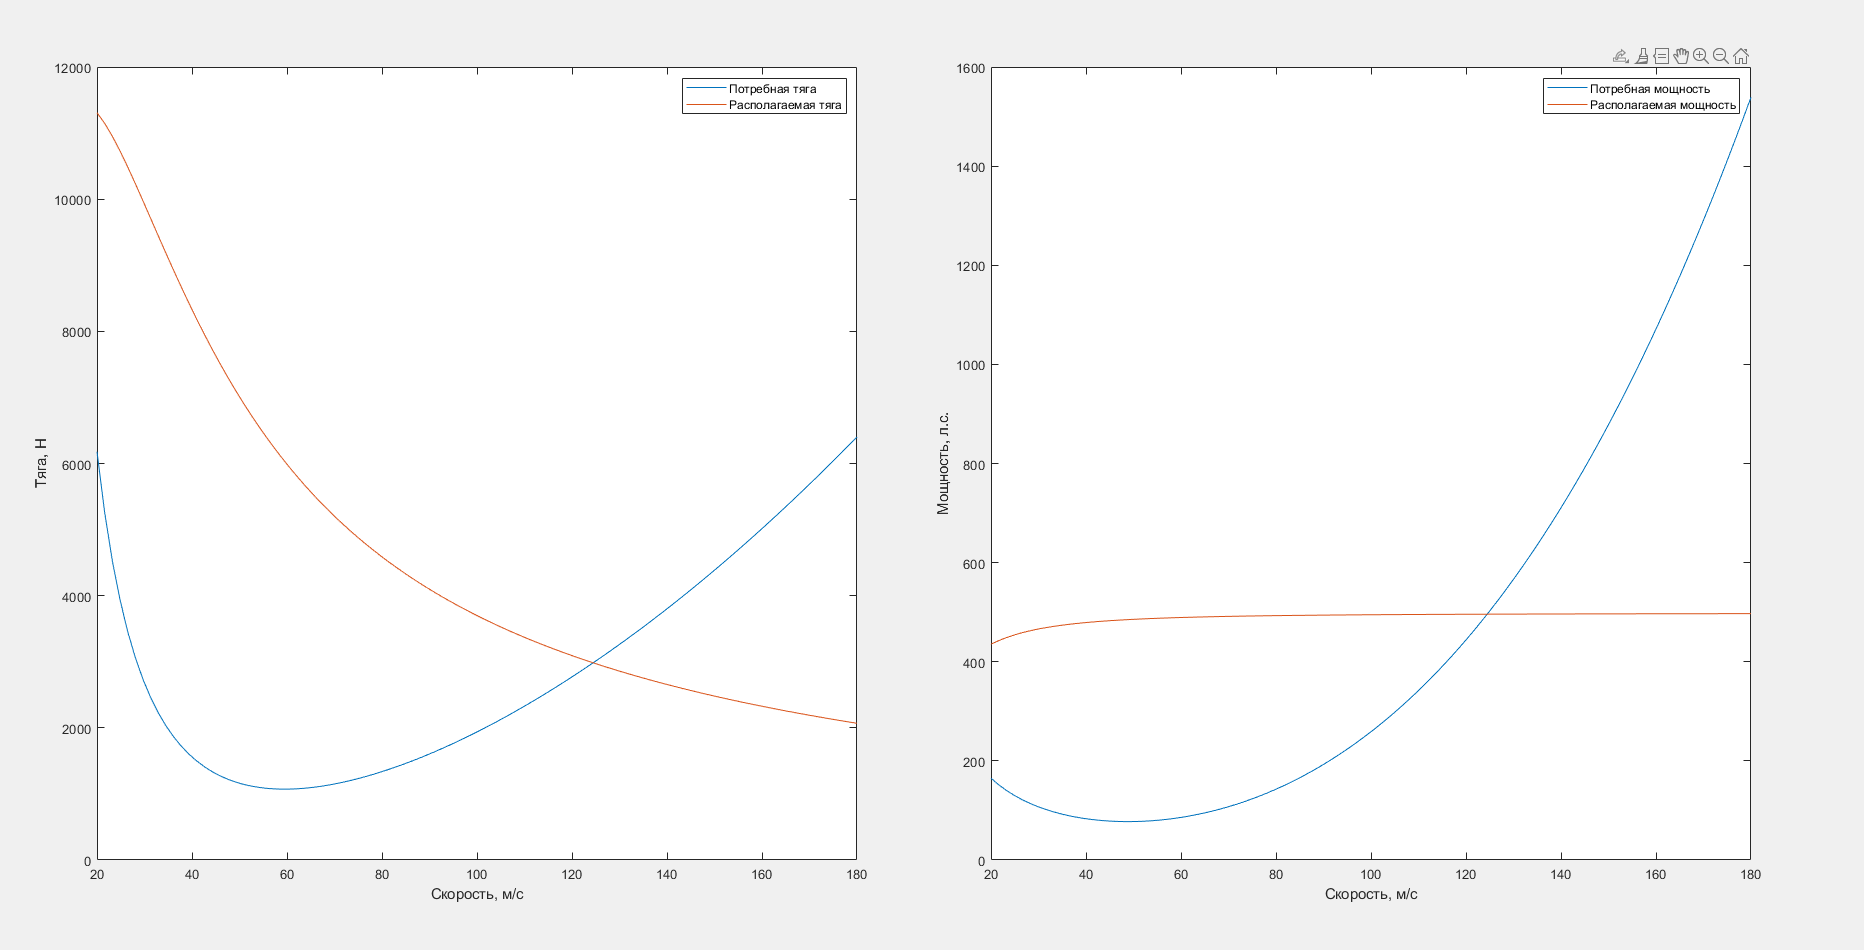 12000
10000
8000
6000
4000
2000
0
20 40 60 80 100 120 140 160 180
Тяга, Н
Скорость, м/с
Потребная тяга
Располагаемая тяга
1600
1400
1200
1000
800
600
400
200
0
20 40 60 80 100 120 140 160 180
Мощность, л.с.
Скорость, м/с
Потребная мощность
Располагаемая мощность